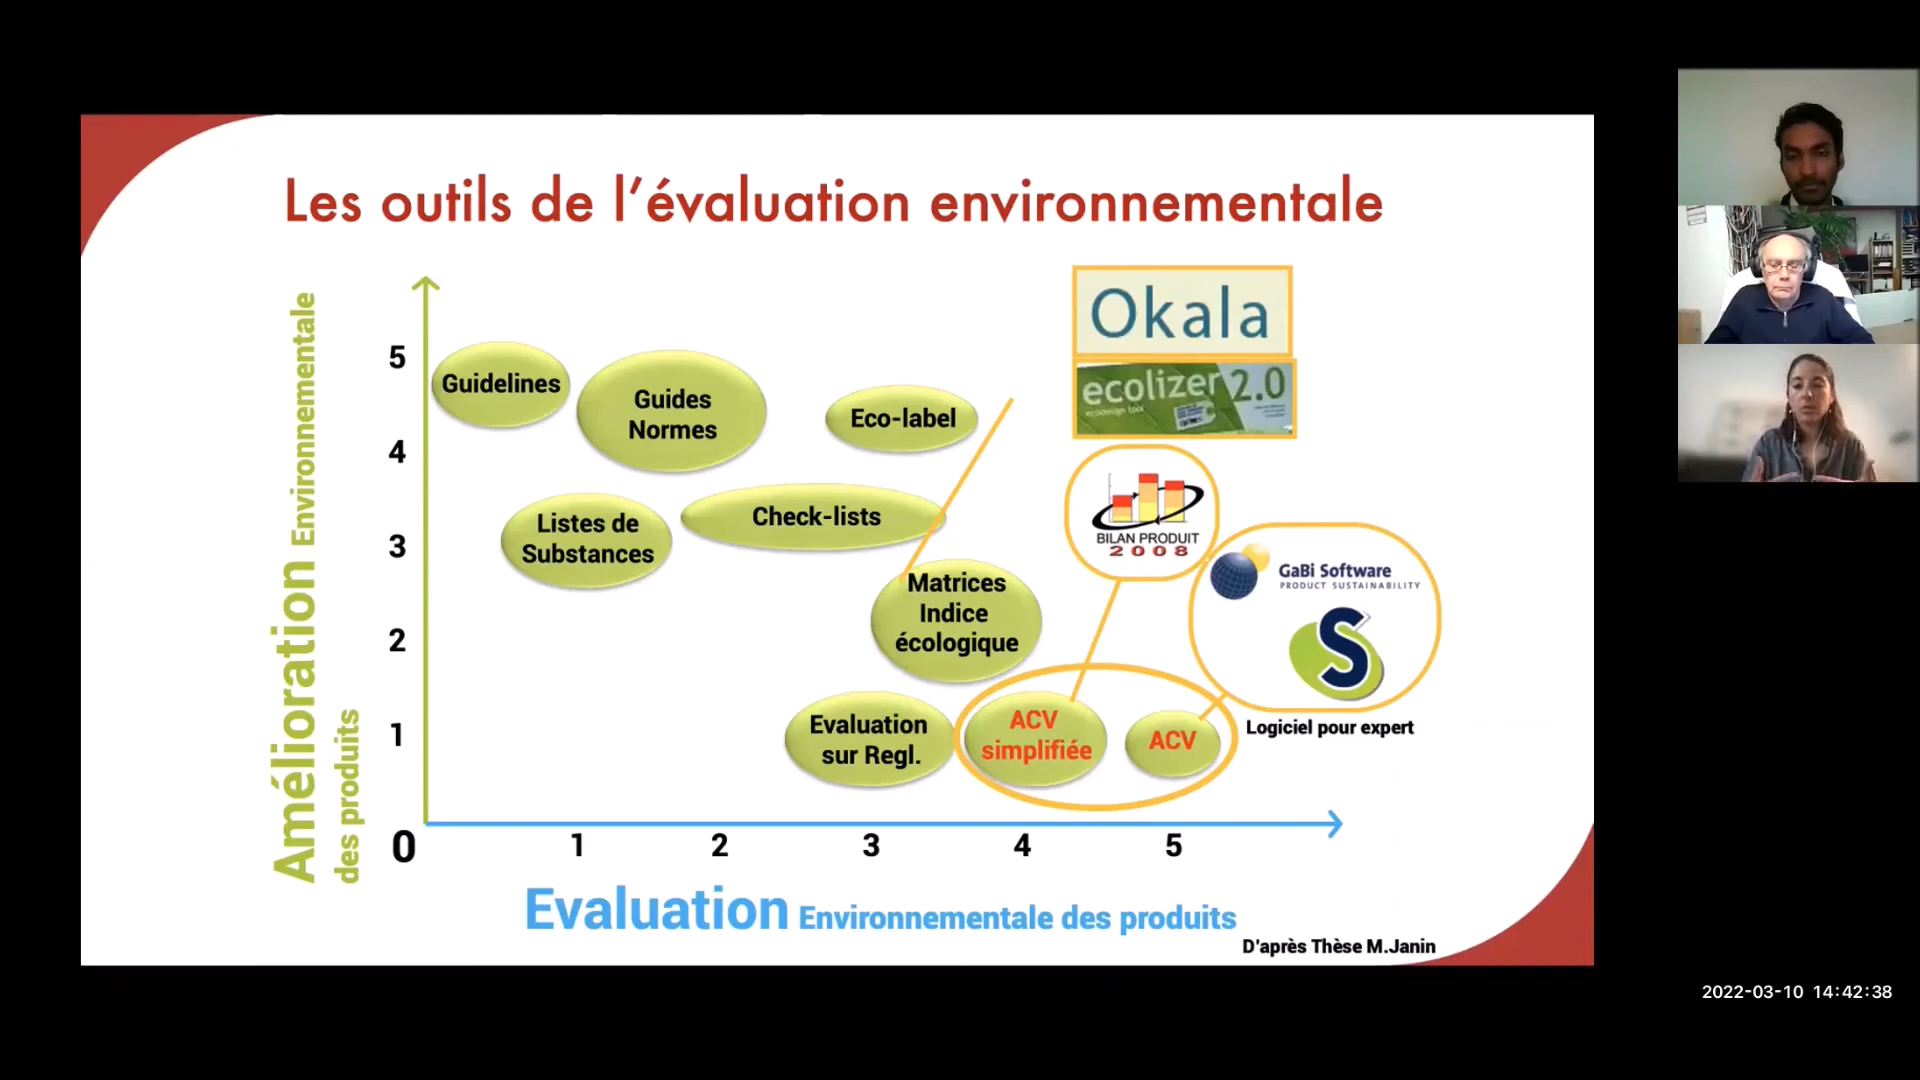 Les outils de l'évaluation environnementale
Amélioration Environnementale
des produits
5
4
3
2
1
0
Guidelines
Guides
Normes
Eco-label
Listes de
Substances
Check-lists
Matrices
Indice
écologique
Evaluation
sur Regl.
ACV
simplifiée
ACV
Okala
ecolizer 2.0
ecodesign tool
BILAN PRODUIT
2008
GaBi Software
PRODUCT SUSTAINABILITY
S
Logiciel pour expert
1
2
3
4
5
Evaluation Environnementale des produits
D'après Thèse M.Janin
2022-03-10 14:42:38